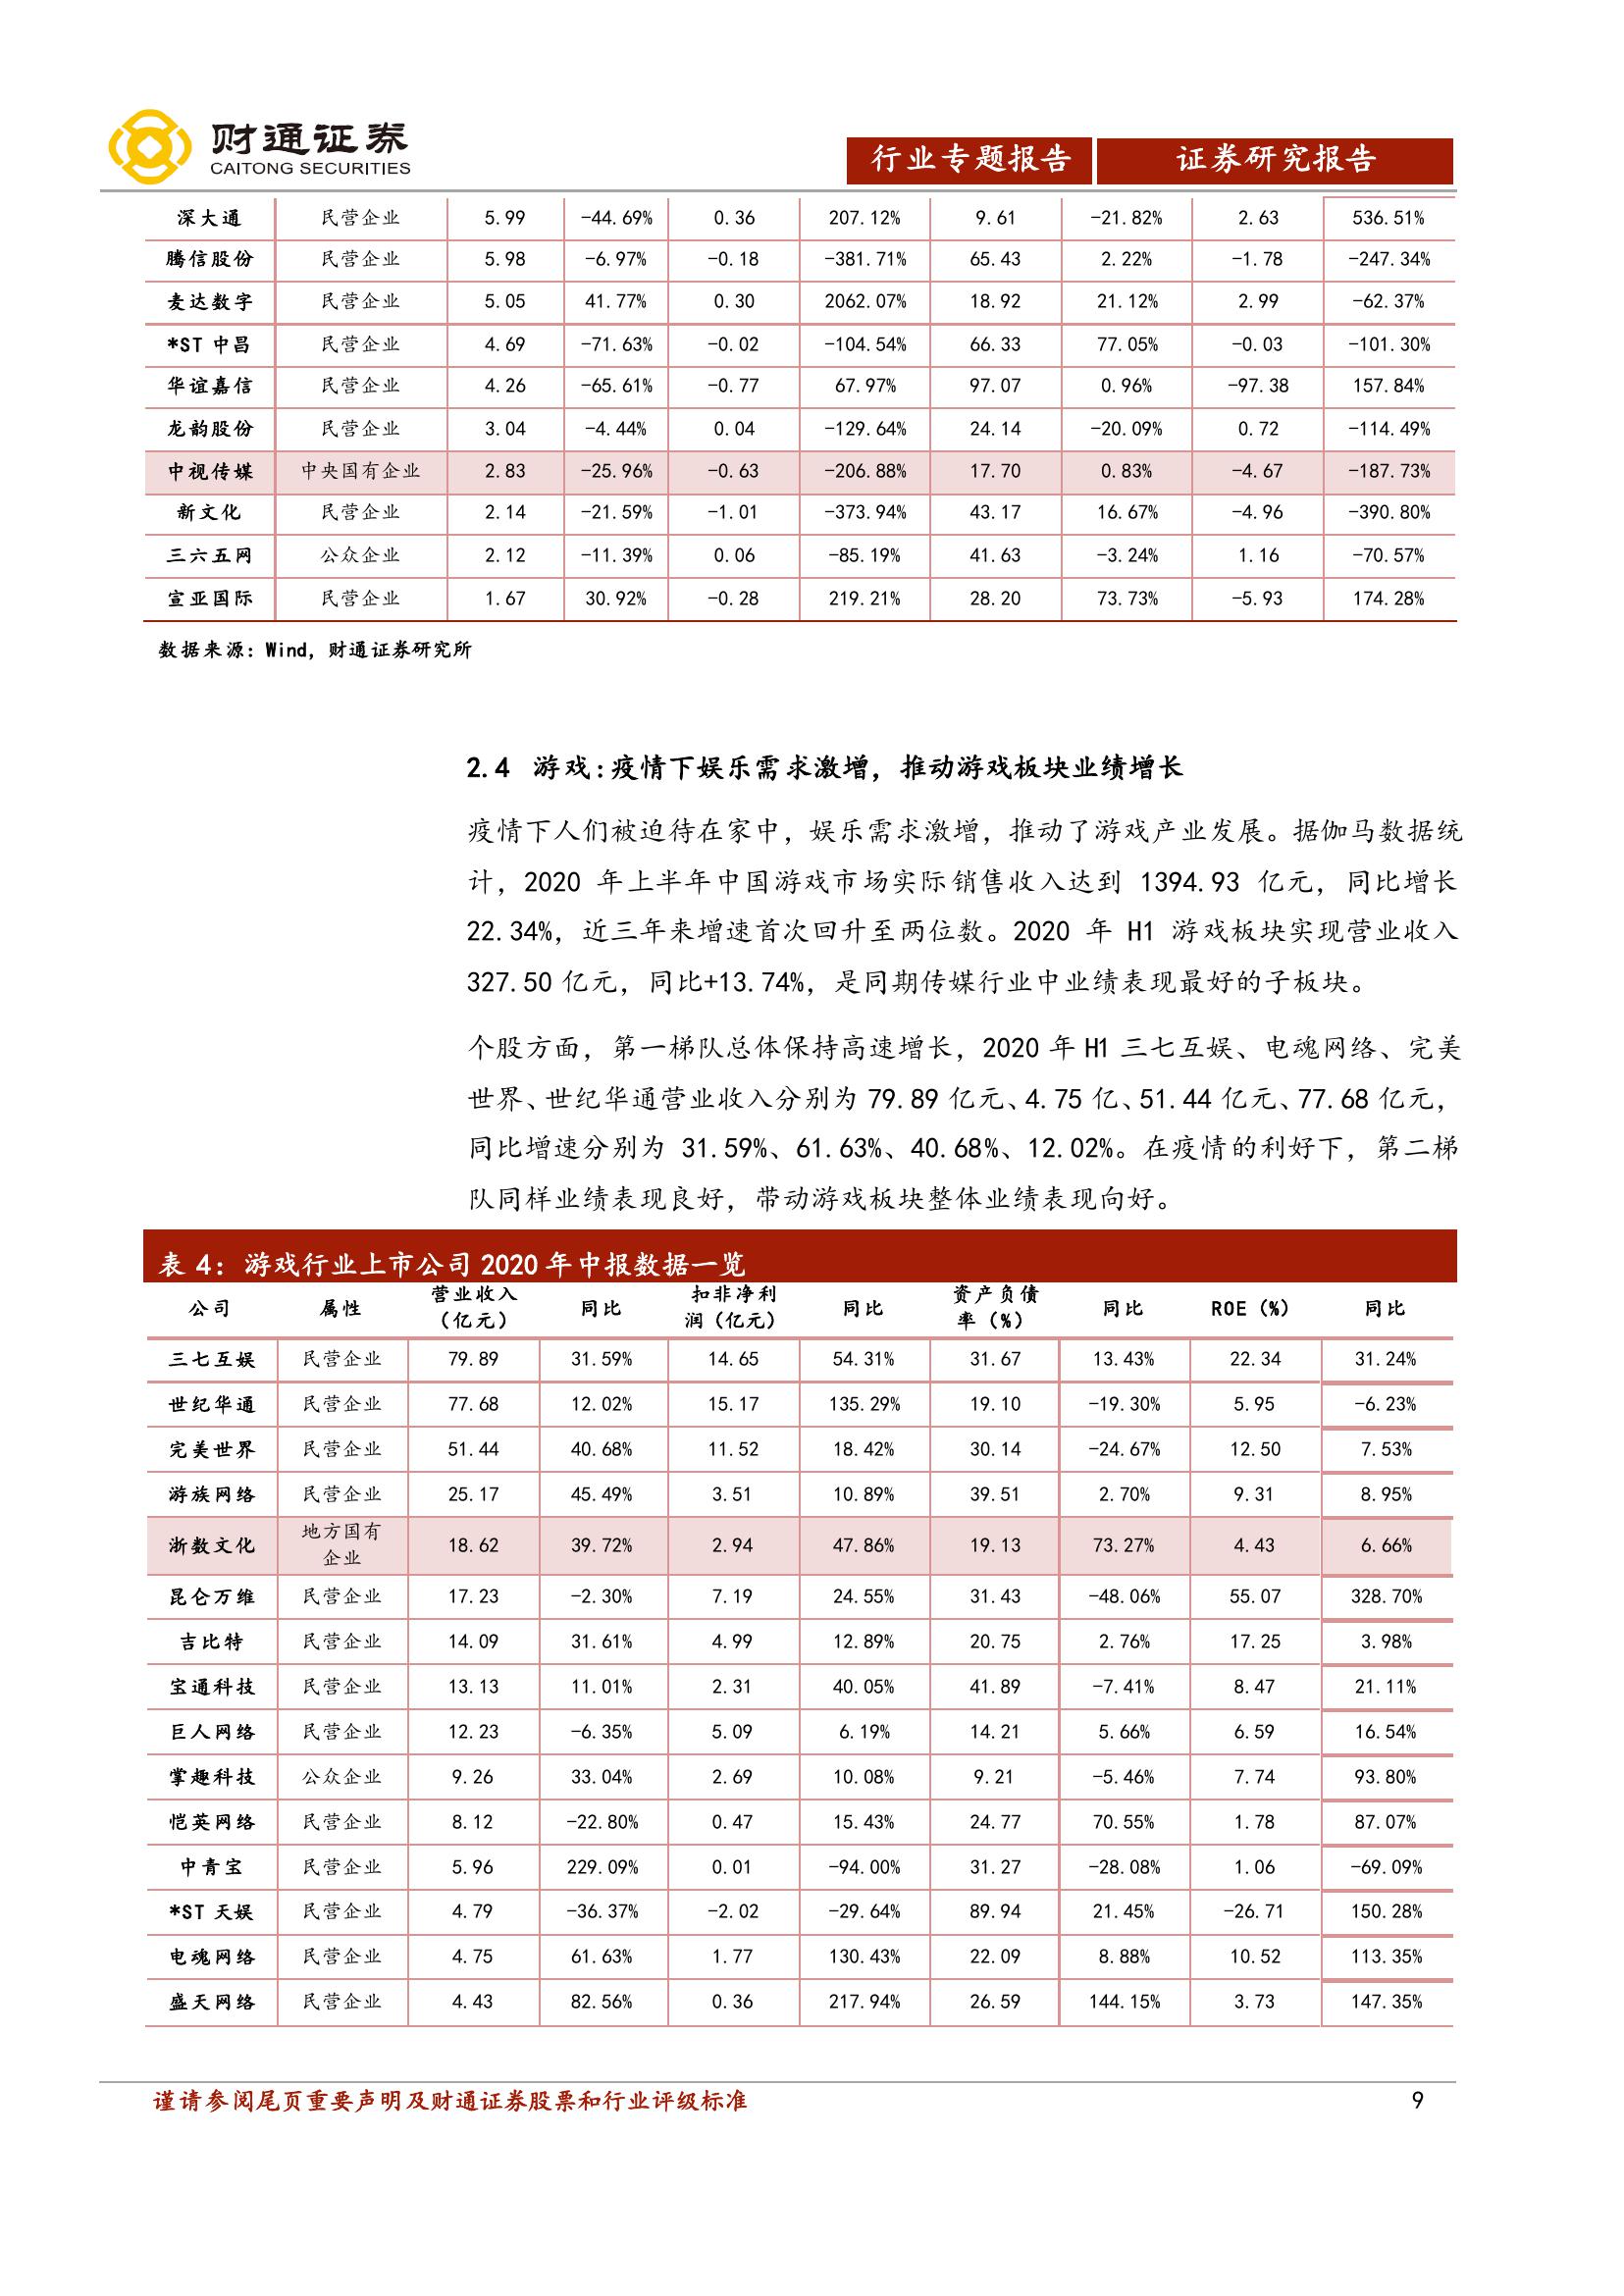 财通证券
CAITONG SECURITIES
行业专题报告 证券研究报告
深大通 民营企业 5.99 -44.69% 0.36 207.12% 9.61 -21.82% 2.63 536.51%
腾信股份 民营企业 5.98 -6.97% -0.18 -381.71% 65.43 2.22% -1.78 -247.34%
麦达数字 民营企业 5.05 41.77% 0.30 2062.07% 18.92 21.12% 2.99 -62.37%
*ST 中昌 民营企业 4.69 -71.63% -0.02 -104.54% 66.33 77.05% -0.03 -101.30%
华谊嘉信 民营企业 4.26 -65.61% -0.77 67.97% 97.07 0.96% -97.38 157.84%
龙韵股份 民营企业 3.04 -4.44% 0.04 -129.64% 24.14 -20.09% 0.72 -114.49%
中视传媒 中央国有企业 2.83 -25.96% -0.63 -206.88% 17.70 0.83% -4.67 -187.73%
新文化 民营企业 2.14 -21.59% -1.01 -373.94% 43.17 16.67% -4.96 -390.80%
三六五网 公众企业 2.12 -11.39% 0.06 -85.19% 41.63 -3.24% 1.16 -70.57%
宣亚国际 民营企业 1.67 30.92% -0.28 219.21% 28.20 73.73% -5.93 174.28%
数据来源：Wind，财通证券研究所
2.4 游戏:疫情下娱乐需求激增，推动游戏板块业绩增长
疫情下人们被迫待在家中，娱乐需求激增，推动了游戏产业发展。据伽马数据统
计，2020 年上半年中国游戏市场实际销售收入达到 1394.93 亿元，同比增长
22.34%，近三年来增速首次回升至两位数。2020 年 H1 游戏板块实现营业收入
327.50 亿元，同比+13.74%，是同期传媒行业中业绩表现最好的子板块。
个股方面，第一梯队总体保持高速增长，2020 年 H1 三七互娱、电魂网络、完美
世界、世纪华通营业收入分别为 79.89 亿元、4.75 亿、51.44 亿元、77.68 亿元，
同比增速分别为 31.59%、61.63%、40.68%、12.02%。在疫情的利好下，第二梯
队同样业绩表现良好，带动游戏板块整体业绩表现向好。
表 4：游戏行业上市公司 2020 年中报数据一览
公司 属性 营业收入（亿元） 同比 扣非净利润（亿元） 同比 资产负债率（%） 同比 ROE（%） 同比
三七互娱 民营企业 79.89 31.59% 14.65 54.31% 31.67 13.43% 22.34 31.24%
世纪华通 民营企业 77.68 12.02% 15.17 135.29% 19.10 -19.30% 5.95 -6.23%
完美世界 民营企业 51.44 40.68% 11.52 18.42% 30.14 -24.67% 12.50 7.53%
游族网络 民营企业 25.17 45.49% 3.51 10.89% 39.51 2.70% 9.31 8.95%
浙数文化 地方国有企业 18.62 39.72% 2.94 47.86% 19.13 73.27% 4.43 6.66%
昆仑万维 民营企业 17.23 -2.30% 7.19 24.55% 31.43 -48.06% 55.07 328.70%
吉比特 民营企业 14.09 31.61% 4.99 12.89% 20.75 2.76% 17.25 3.98%
宝通科技 民营企业 13.13 11.01% 2.31 40.05% 41.89 -7.41% 8.47 21.11%
巨人网络 民营企业 12.23 -6.35% 5.09 6.19% 14.21 5.66% 6.59 16.54%
掌趣科技 公众企业 9.26 33.04% 2.69 10.08% 9.21 -5.46% 7.74 93.80%
恺英网络 民营企业 8.12 -22.80% 0.47 15.43% 24.77 70.55% 1.78 87.07%
中青宝 民营企业 5.96 229.09% 0.01 -94.00% 31.27 -28.08% 1.06 -69.09%
*ST 天娱 民营企业 4.79 -36.37% -2.02 -29.64% 89.94 21.45% -26.71 150.28%
电魂网络 民营企业 4.75 61.63% 1.77 130.43% 22.09 8.88% 10.52 113.35%
盛天网络 民营企业 4.43 82.56% 0.36 217.94% 26.59 144.15% 3.73 147.35%
谨请参阅尾页重要声明及财通证券股票和行业评级标准 9